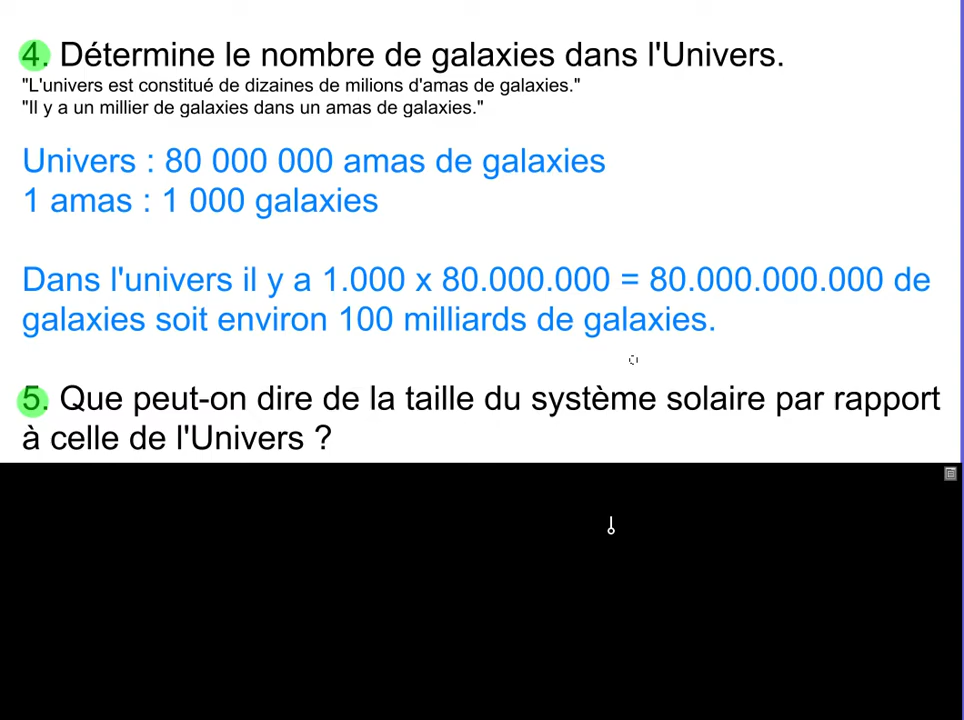 4. Détermine le nombre de galaxies dans l'Univers.
"L'univers est constitué de dizaines de milions d'amas de galaxies."
"Il y a un millier de galaxies dans un amas de galaxies."
Univers : 80 000 000 amas de galaxies
1 amas : 1 000 galaxies
Dans l'univers il y a 1.000 x 80.000.000 = 80.000.000.000 de
galaxies soit environ 100 milliards de galaxies.
5. Que peut-on dire de la taille du système solaire par rapport
à celle de l'Univers ?